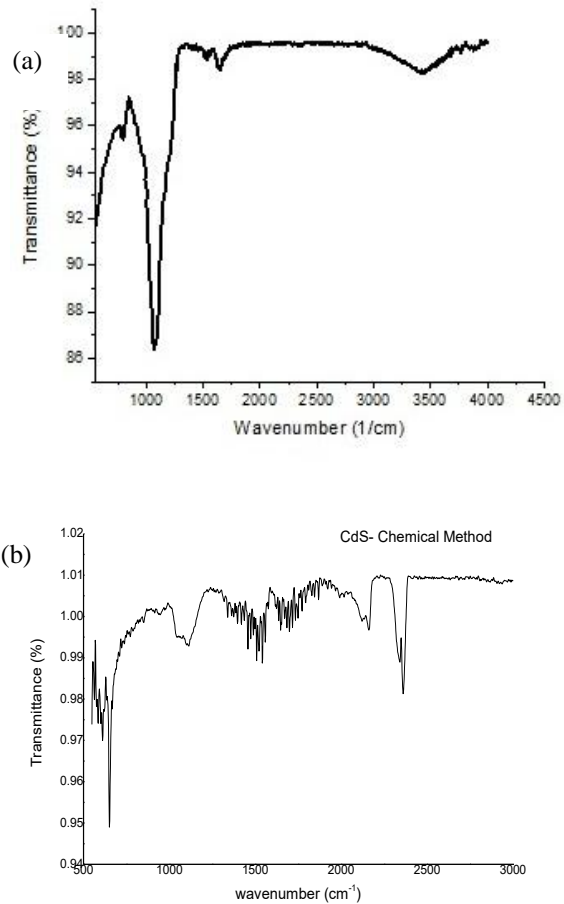 (a)
Transmittance (%)
100
98
96
94
92
90
88
86
1000 1500 2000 2500 3000 3500 4000 4500
Wavenumber (1/cm)
(b)
CdS- Chemical Method
Transmittance (%)
1.02
1.01
1.00
0.99
0.98
0.97
0.96
0.95
0.94
500 1000 1500 2000 2500 3000
wavenumber (cm⁻¹)